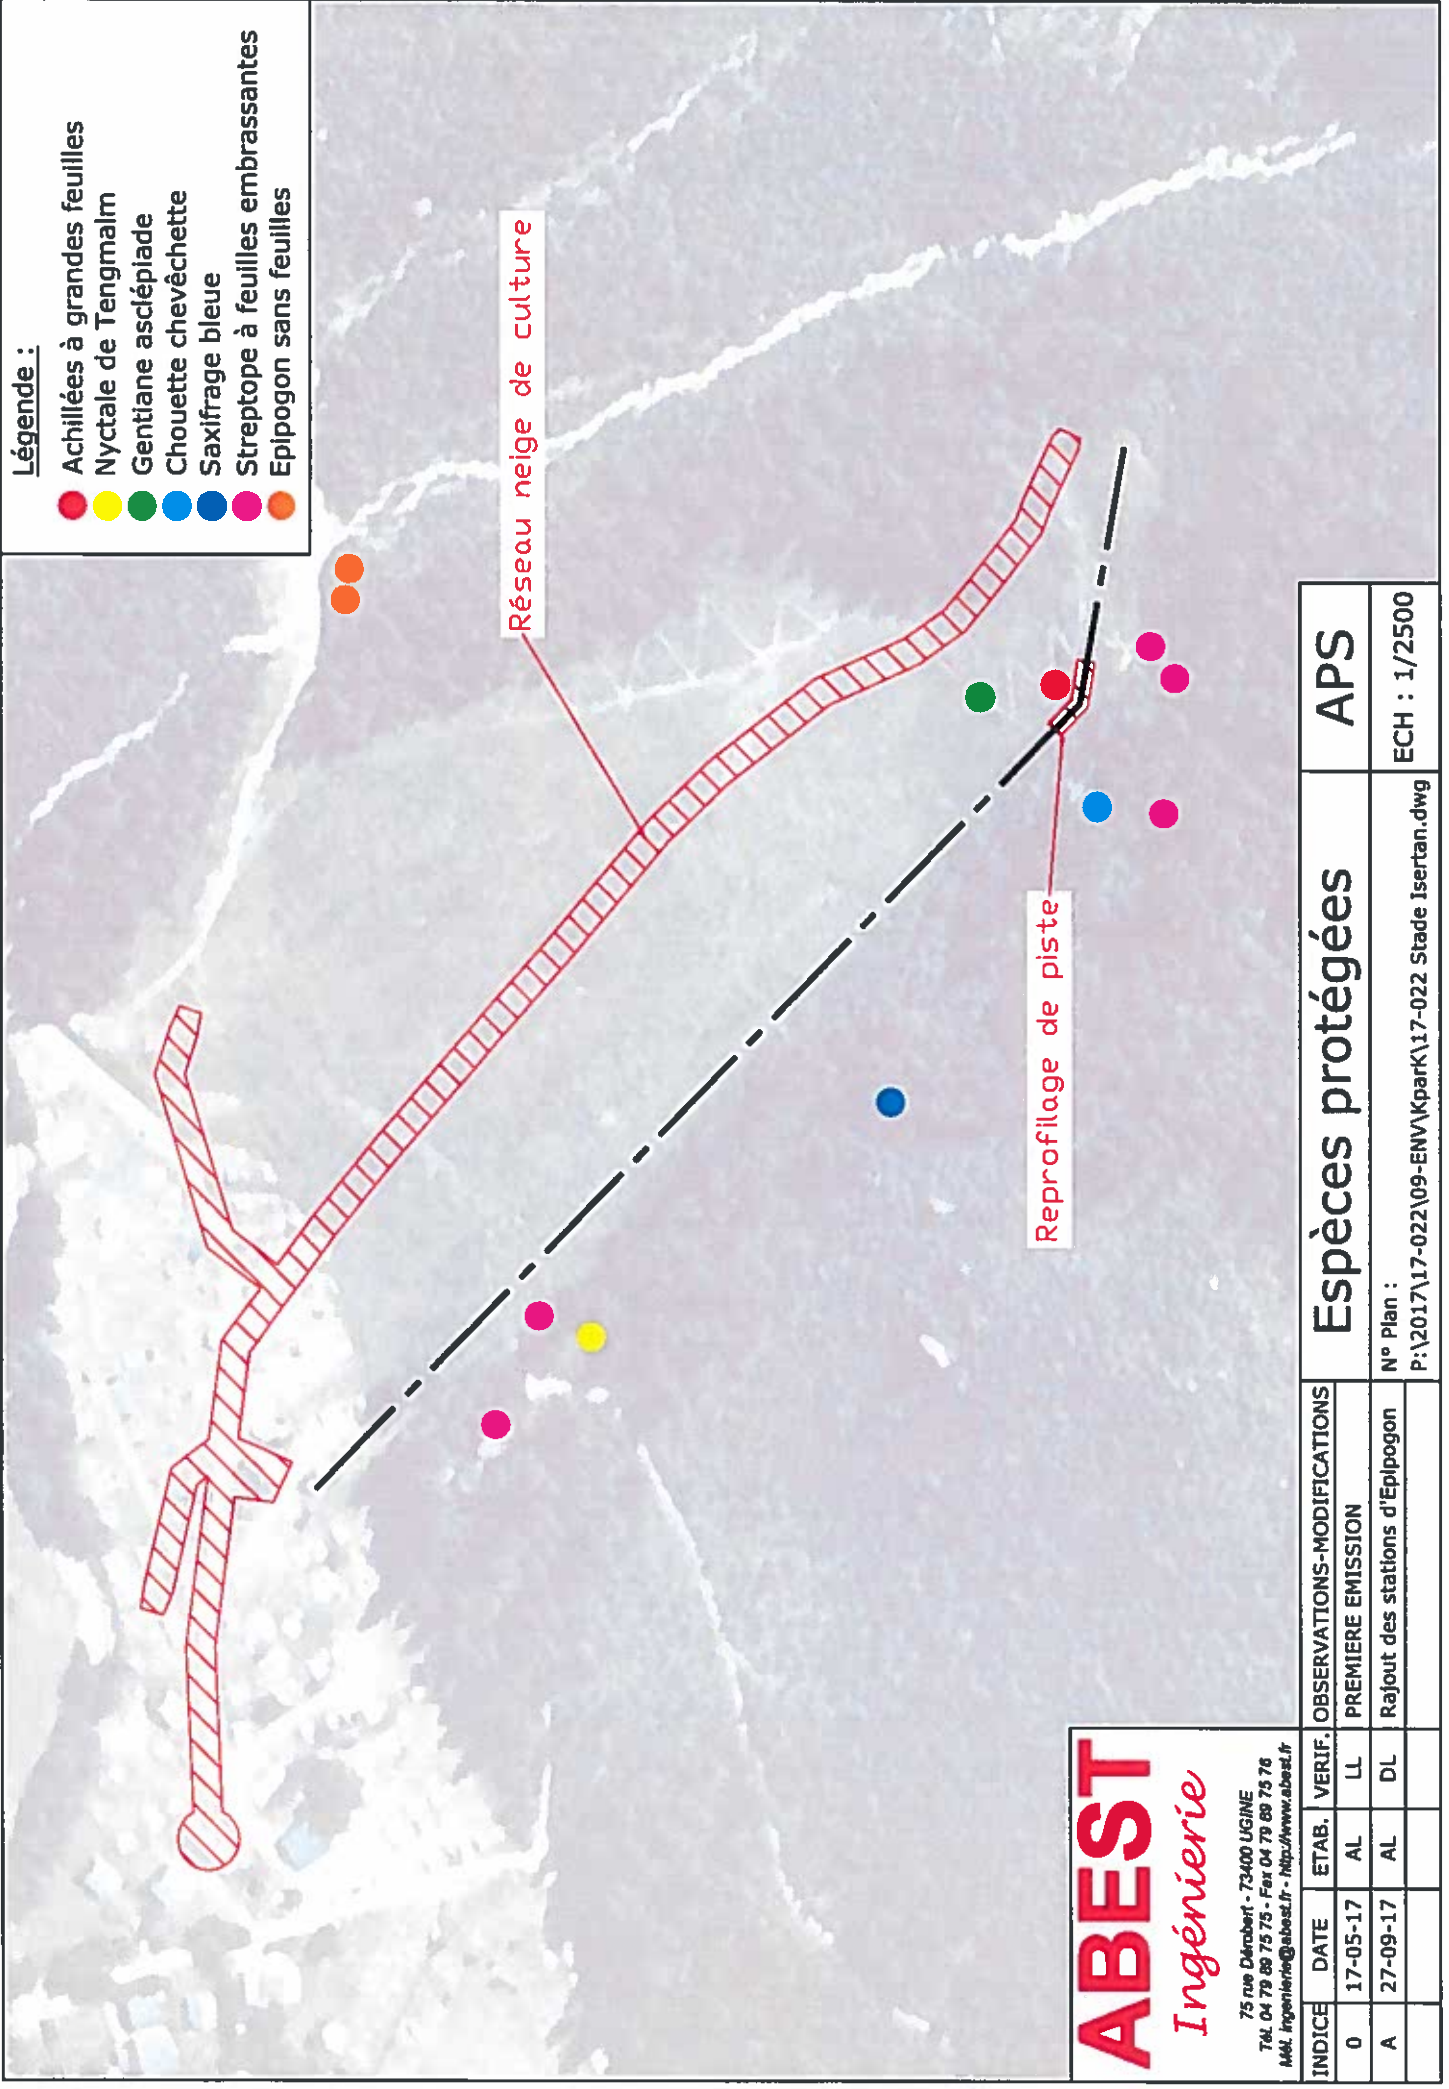 Légende :
Achillées à grandes feuilles
Nyctale de Tengmalm
Gentiane asclépiade
Chouette chevêchette
Saxifrage bleue
Streptope à feuilles embrassantes
Epipogon sans feuilles
Réseau neige de culture
Reprofilage de piste
ABEST
Ingénierie
75 rue Dérobert - 73400 UGINE
Tél. 04 79 89 75 75 - Fax 04 79 89 75 76
Mél. ingenierie@abest.fr - http://www.abest.fr
INDICE DATE ETAB. VERIF. OBSERVATIONS-MODIFICATIONS
0 17-05-17 AL LL PREMIERE EMISSION
A 27-09-17 AL DL Rajout des stations d'Epipogon
Espèces protégées
APS
N° Plan :
P:\2017\17-022\09-ENV\KparK\17-022 Stade Isertan.dwg
ECH : 1/2500